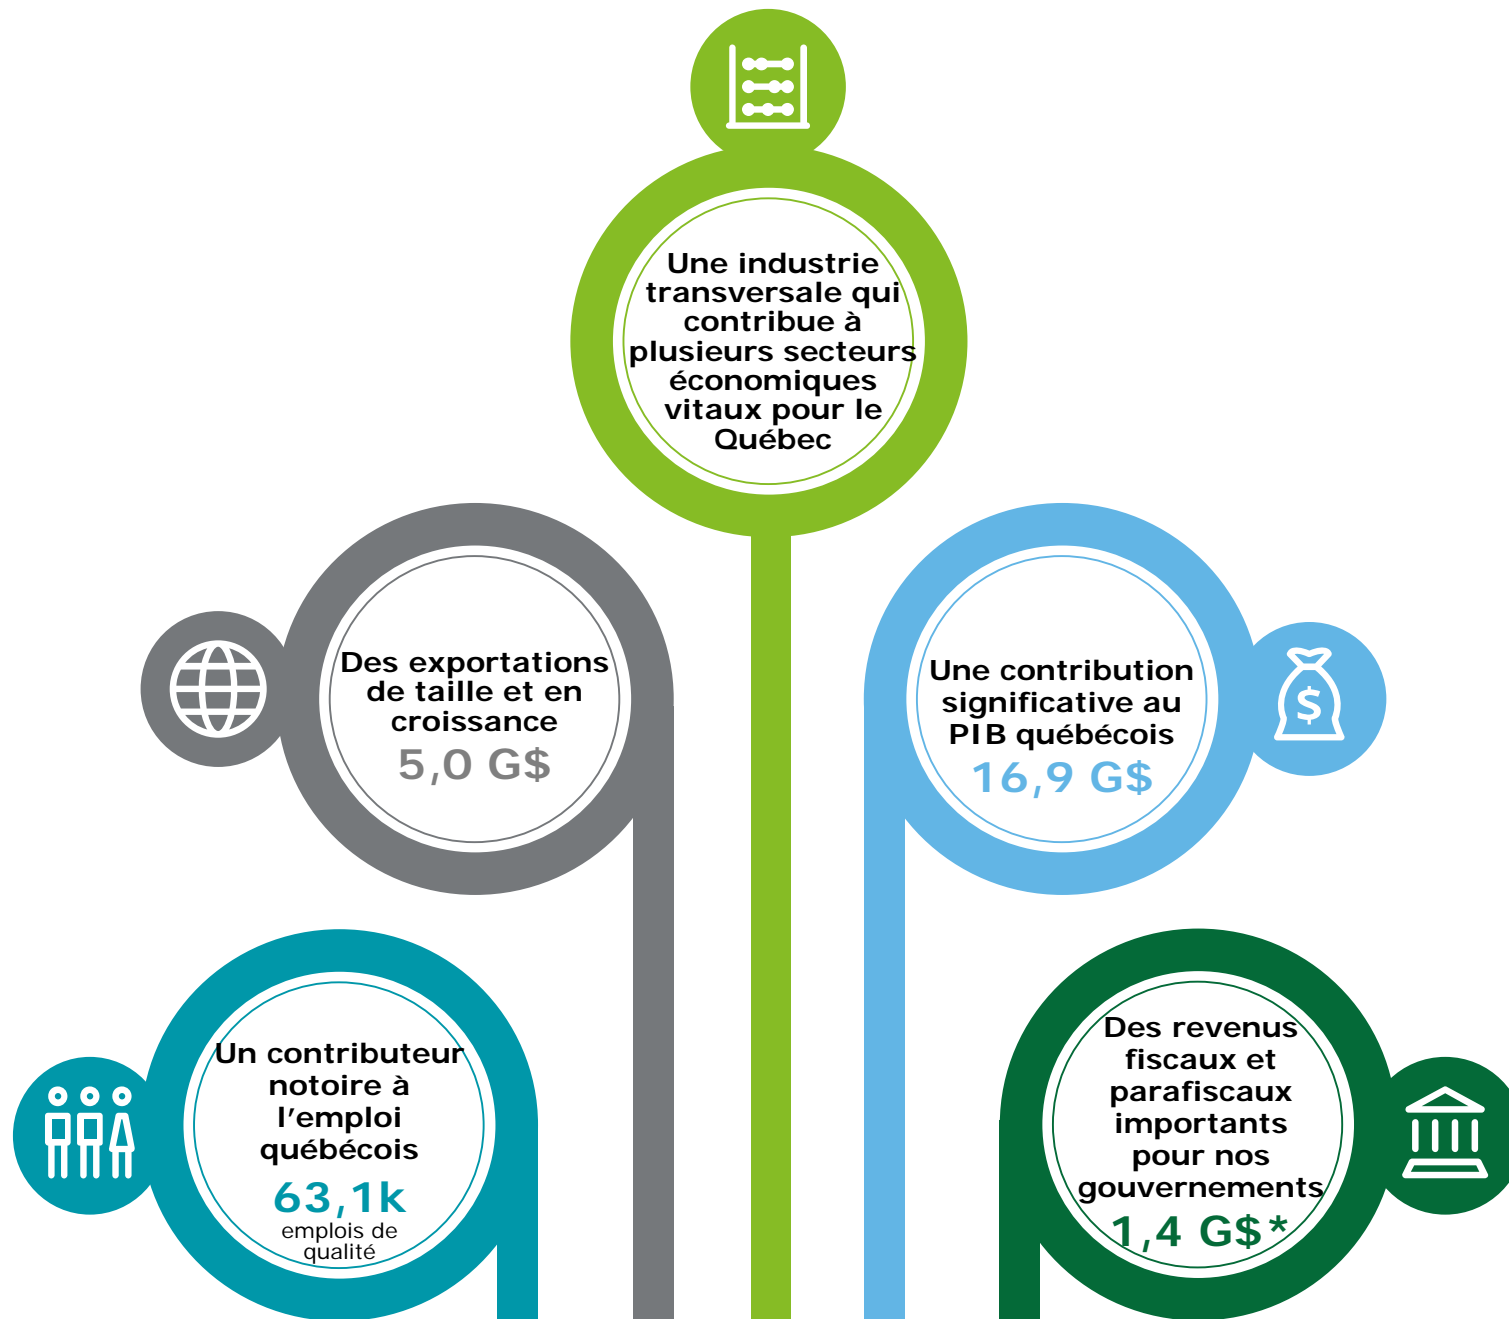 Une industrie
transversale qui
contribue à
plusieurs secteurs
économiques
vitaux pour le
Québec
Des exportations
de taille et en
croissance
5,0 G$
Une contribution
significative au
PIB québécois
16,9 G$
$
Un contributeur
notoire à
l’emploi
québécois
63,1k
emplois de
qualité
Des revenus
fiscaux et
parafiscaux
importants
pour nos
gouvernements
1,4 G$*